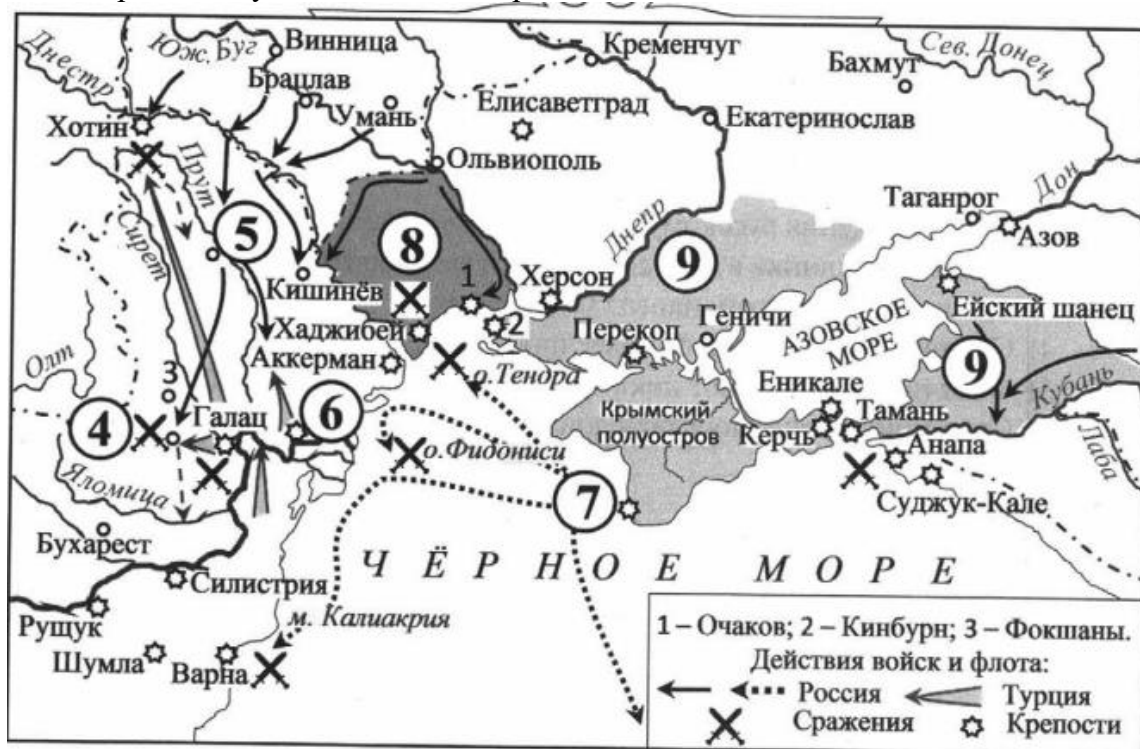 Днестр
Юж. Буг
Винница
Кременчуг
Сев. Донец
Брацлав
Бахмут
Хотин
Умань
Елисаветград
Екатеринослав
Ольвиополь
Прут
Сирет
Днепр
Таганрог
Дон
Азов
5
8
9
Кишинёв
1
Херсон
Ейский шанец
Хаджибей
2
Перекоп
Геничи
АЗОВСКОЕ
МОРЕ
Аккерман
о. Тендра
9
Олт
3
Еникале
Кубань
4
Галац
6
Крымский
полуостров
Керчь
Тамань
Лаба
о. Фидониси
Анапа
Яломица
7
Суджук-Кале
Бухарест
ЧЁРНОЕ МОРЕ
Силистрия
м. Калиакрия
Рущук
Шумла
Варна
1 – Очаков; 2 – Кинбурн; 3 – Фокшаны.
Действия войск и флота:
Россия
Турция
Сражения
Крепости